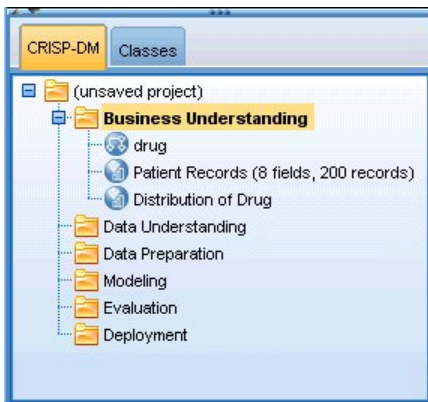 CRISP-DM Classes
(unsaved project)
Business Understanding
drug
Patient Records (8 fields, 200 records)
Distribution of Drug
Data Understanding
Data Preparation
Modeling
Evaluation
Deployment